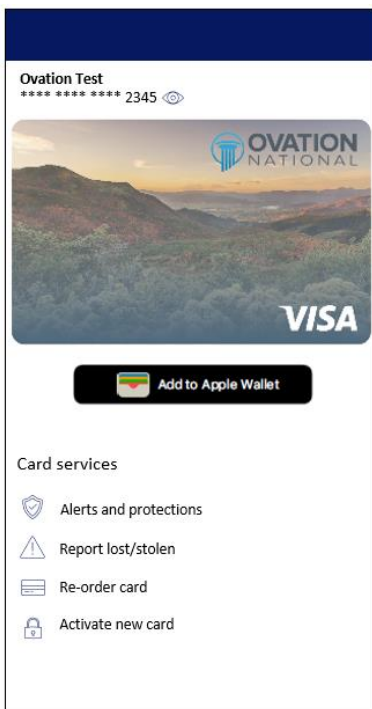 Ovation Test
**** **** **** 2345
OVATION
NATIONAL
VISA
Add to Apple Wallet
Card services
Alerts and protections
Report lost/stolen
Re-order card
Activate new card